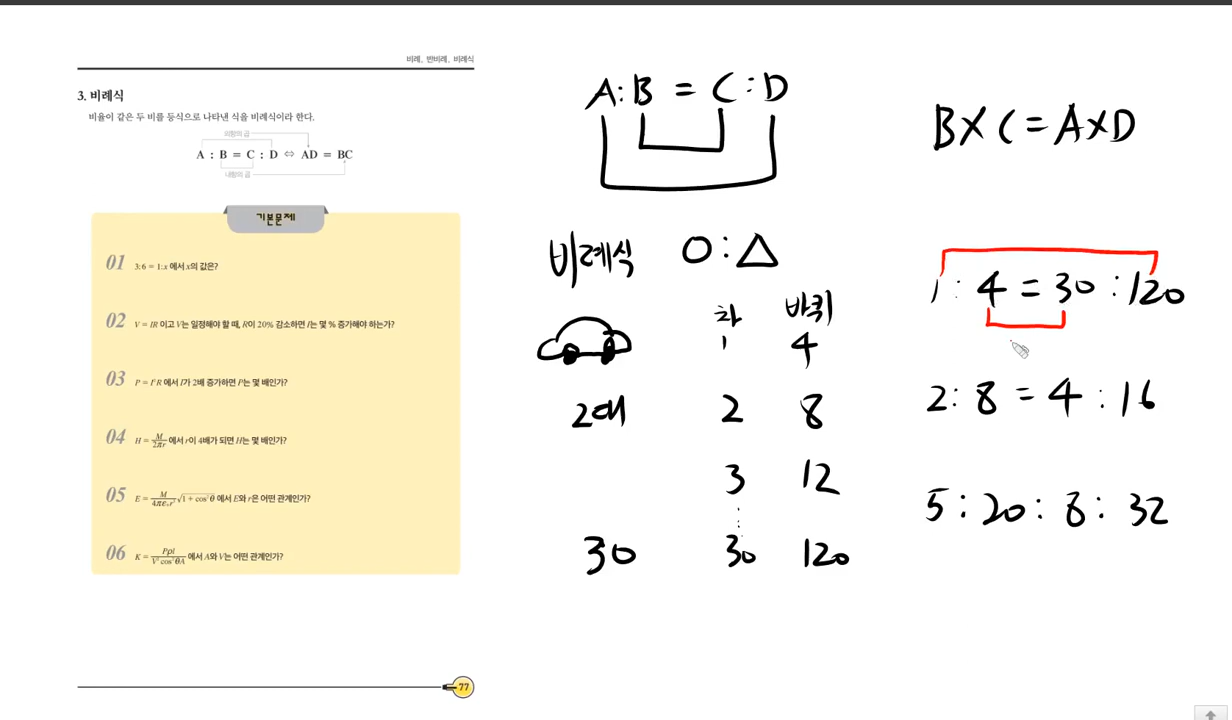 비례, 반비례, 비례식
3. 비례식
비율이 같은 두 비를 등식으로 나타낸 식을 비례식이라 한다.
외항의 곱
A : B = C : D ⇔ AD = BC
내항의 곱
기본문제
01 3:6 = 1:x 에서 x의 값은?
02 V = IR 이고 V는 일정해야 할 때, R이 20% 감소하면 I는 몇 % 증가해야 하는가?
03 P = I²R 에서 I가 2배 증가하면 P는 몇 배인가?
04 H = M/2πr 에서 r이 4배가 되면 H는 몇 배인가?
05 E = M/4πε₀r³ √1 + cos²θ 에서 E와 r은 어떤 관계인가?
06 K = Pρl/V² cos²θA 에서 A와 V는 어떤 관계인가?
77
A:B = C:D
B×C = A×D
비례식 ○:△
차 바퀴
1 4
2대 2 8
3 12
30 30 120
1 : 4 = 30 : 120
2 : 8 = 4 : 16
5 : 20 : 8 : 32